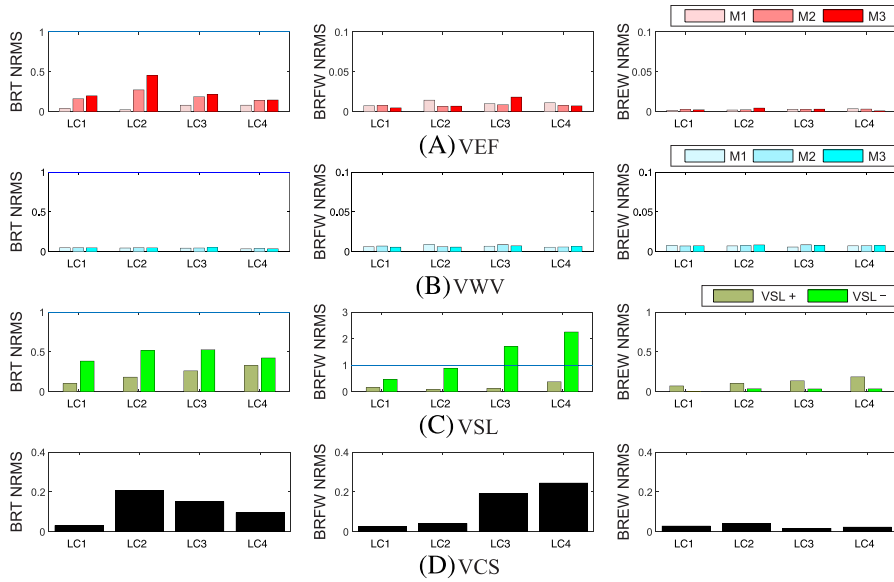 BRT NRMS
1
0.5
0
LC1 LC2 LC3 LC4
BRFW NRMS
0.1
0.05
0
LC1 LC2 LC3 LC4
BREW NRMS
M1 M2 M3
0.05
0
LC1 LC2 LC3 LC4
(A) VEF
BRT NRMS
1
0.5
0
LC1 LC2 LC3 LC4
BRFW NRMS
0.1
0.05
0
LC1 LC2 LC3 LC4
BREW NRMS
M1 M2 M3
0.1
0.05
0
LC1 LC2 LC3 LC4
(B) VWV
BRT NRMS
1
0.5
0
LC1 LC2 LC3 LC4
BRFW NRMS
3
2
1
0
LC1 LC2 LC3 LC4
BREW NRMS
VSL + VSL −
1
0.5
0
LC1 LC2 LC3 LC4
(C) VSL
BRT NRMS
0.4
0.2
0
LC1 LC2 LC3 LC4
BRFW NRMS
0.4
0.2
0
LC1 LC2 LC3 LC4
BREW NRMS
0.4
0.2
0
LC1 LC2 LC3 LC4
(D) VCS